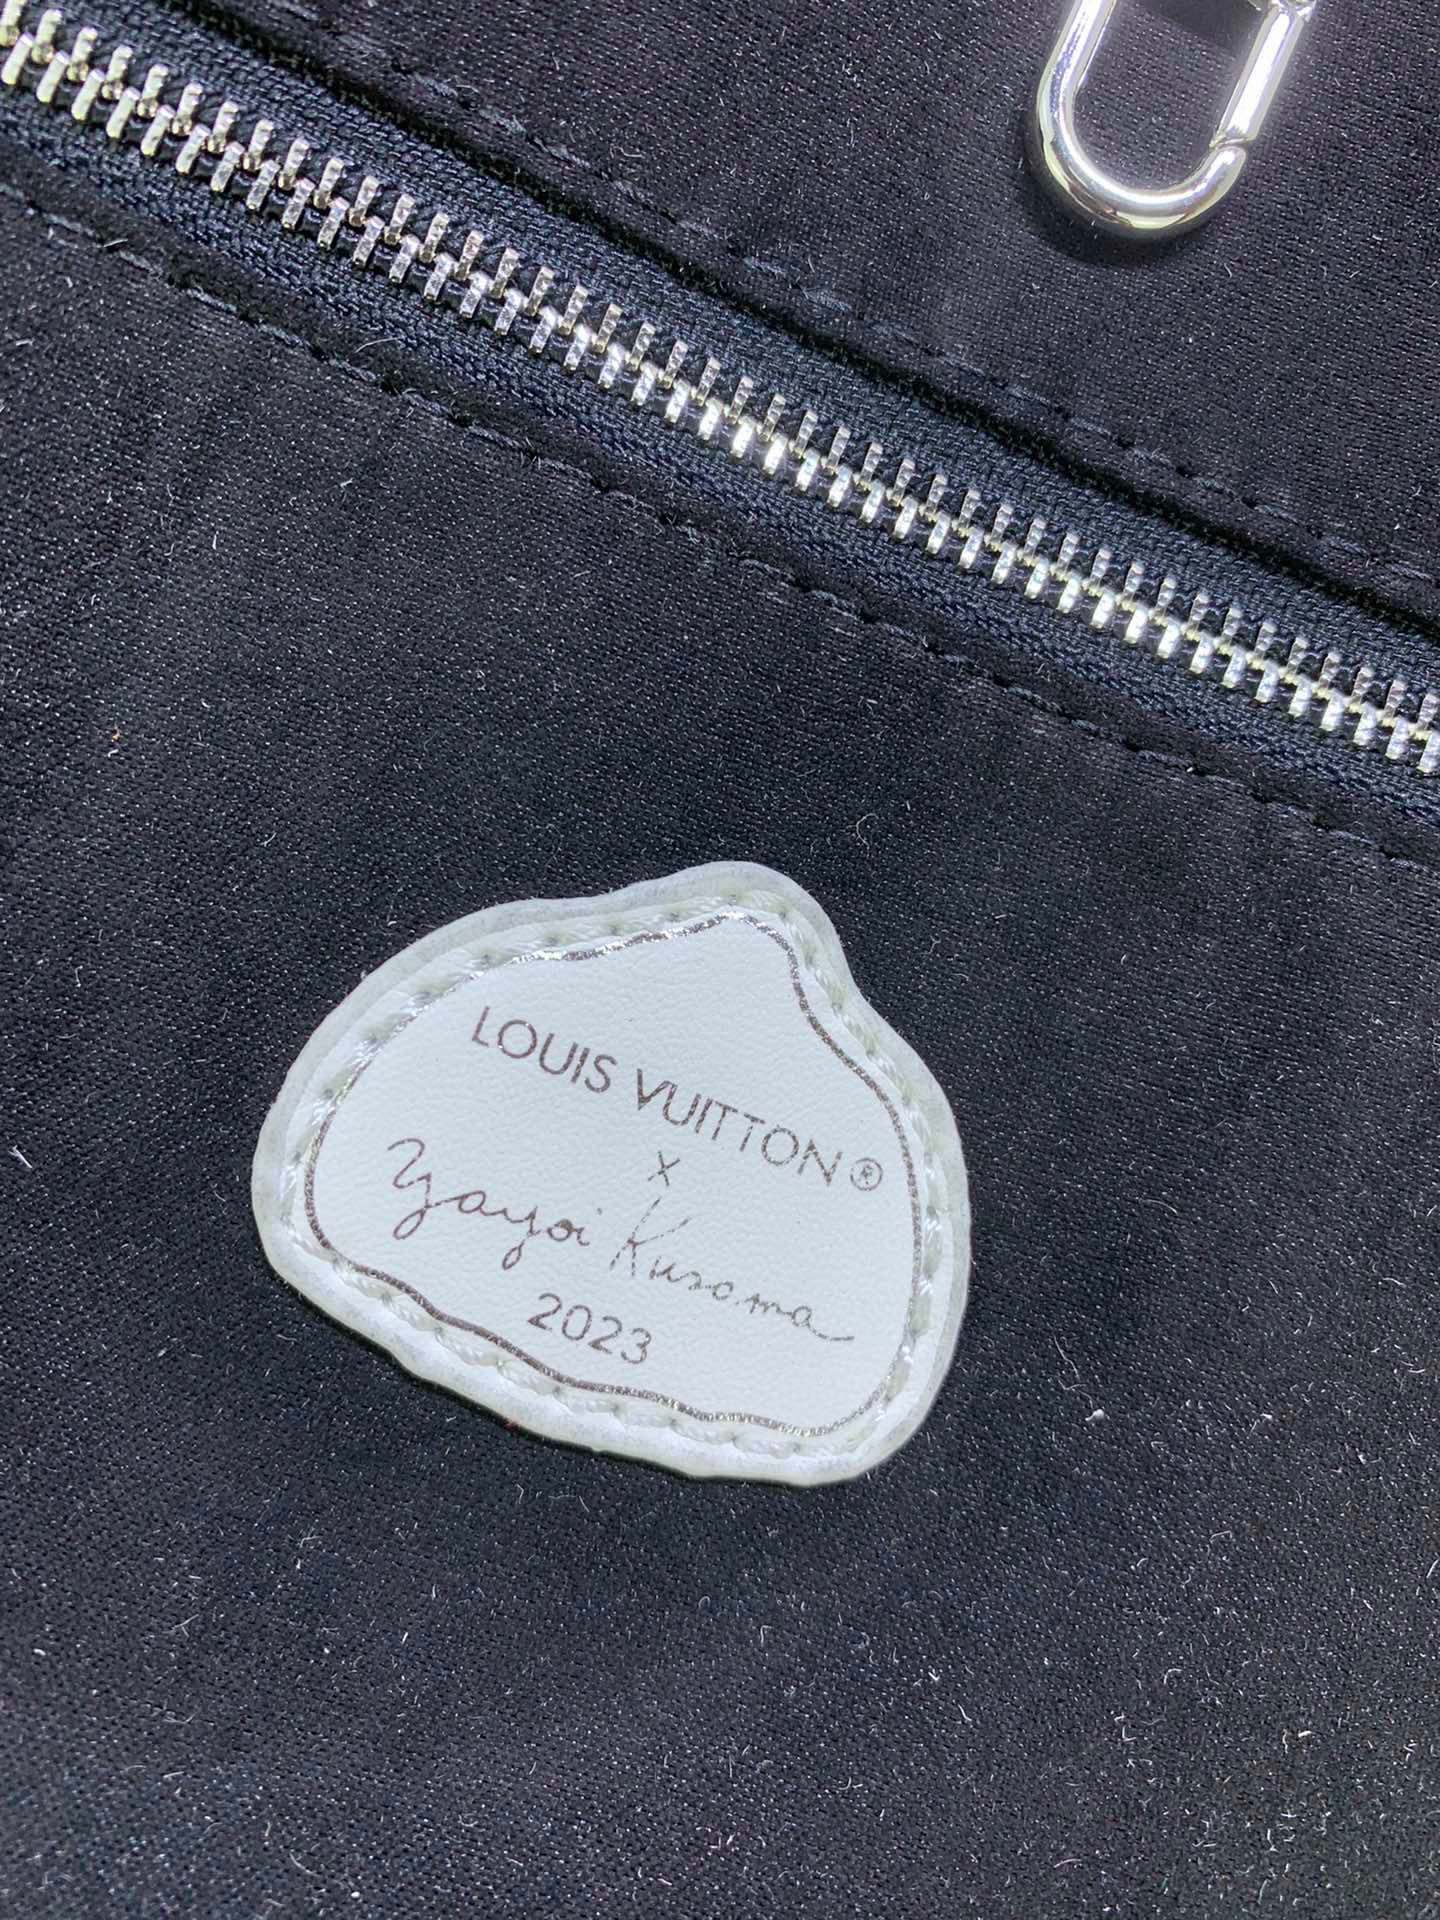 LOUIS VUITTON®
x
Yayoi Kusama
2023